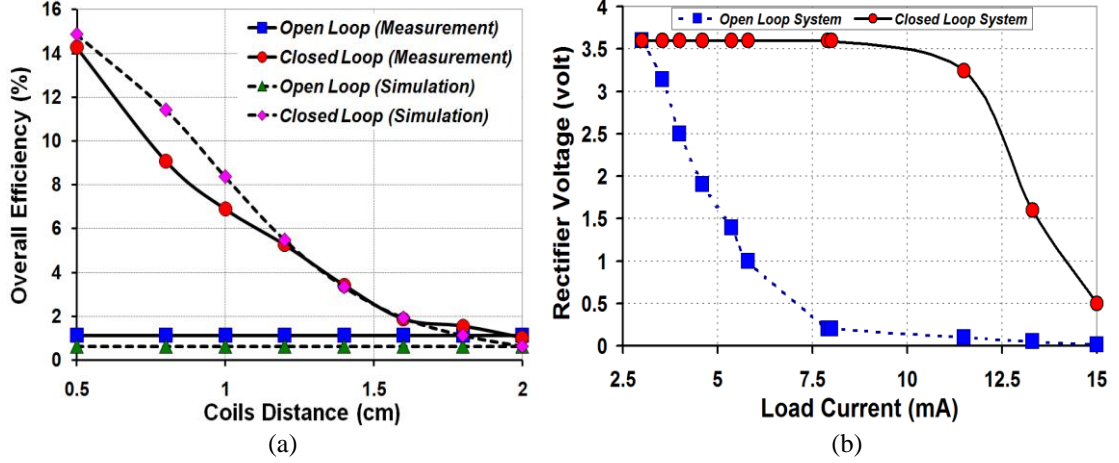 Overall Efficiency (%)
16
14
12
10
8
6
4
2
0
Open Loop (Measurement)
Closed Loop (Measurement)
Open Loop (Simulation)
Closed Loop (Simulation)
0.5
1
1.5
2
Coils Distance (cm)
(a)
Rectifier Voltage (volt)
4
3.5
3
2.5
2
1.5
1
0.5
0
Open Loop System
Closed Loop System
2.5
5
7.5
10
12.5
15
Load Current (mA)
(b)